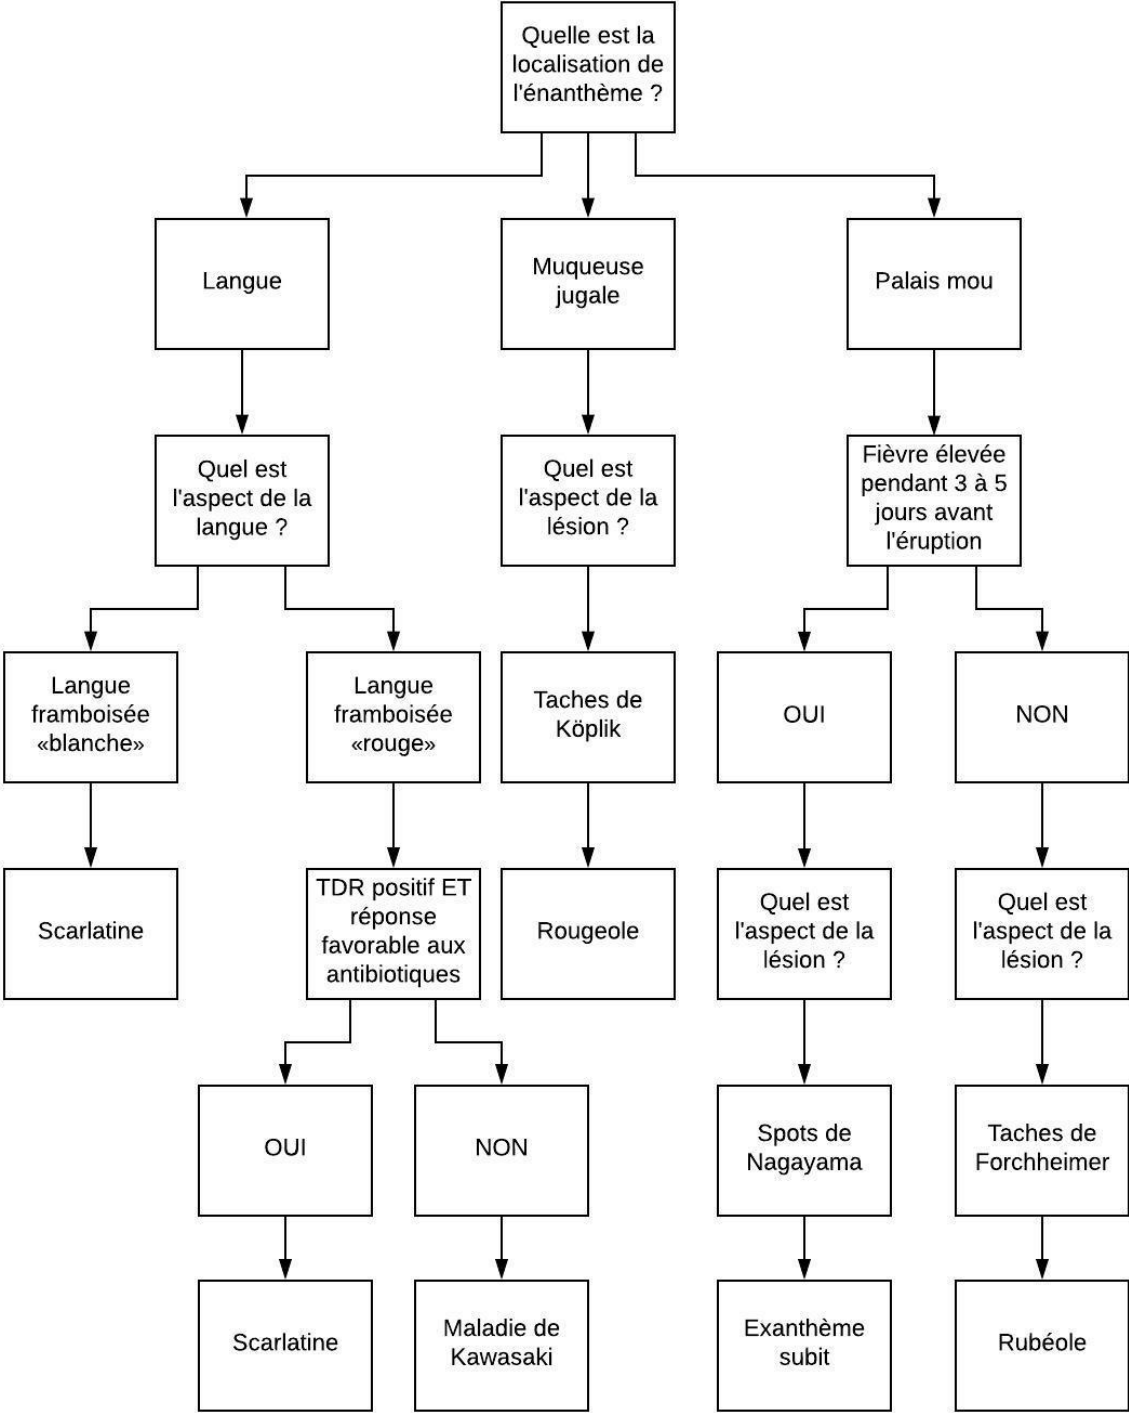 Quelle est la
localisation de
l'énanthème ?
Langue
Muqueuse
jugale
Palais mou
Quel est
l'aspect de la
langue ?
Quel est
l'aspect de la
lésion ?
Fièvre élevée
pendant 3 à 5
jours avant
l'éruption
Langue
framboisée
«blanche»
Langue
framboisée
«rouge»
Taches de
Köplik
OUI
NON
Scarlatine
TDR positif ET
réponse
favorable aux
antibiotiques
Rougeole
Quel est
l'aspect de la
lésion ?
Quel est
l'aspect de la
lésion ?
OUI
NON
Spots de
Nagayama
Taches de
Forchheimer
Scarlatine
Maladie de
Kawasaki
Exanthème
subit
Rubéole